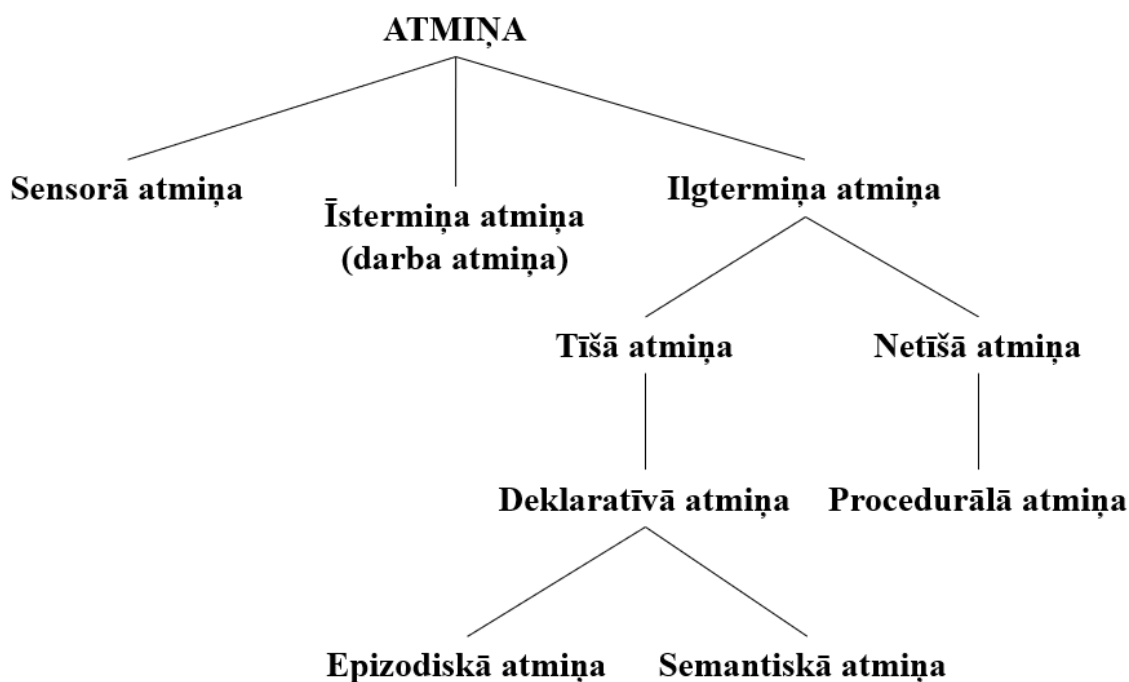 ATMIŅA
Sensorā atmiņa
Īstermiņa atmiņa
(darba atmiņa)
Ilgtermiņa atmiņa
Tīšā atmiņa
Netīšā atmiņa
Deklaratīvā atmiņa
Procedurālā atmiņa
Epizodiskā atmiņa
Semantiskā atmiņa